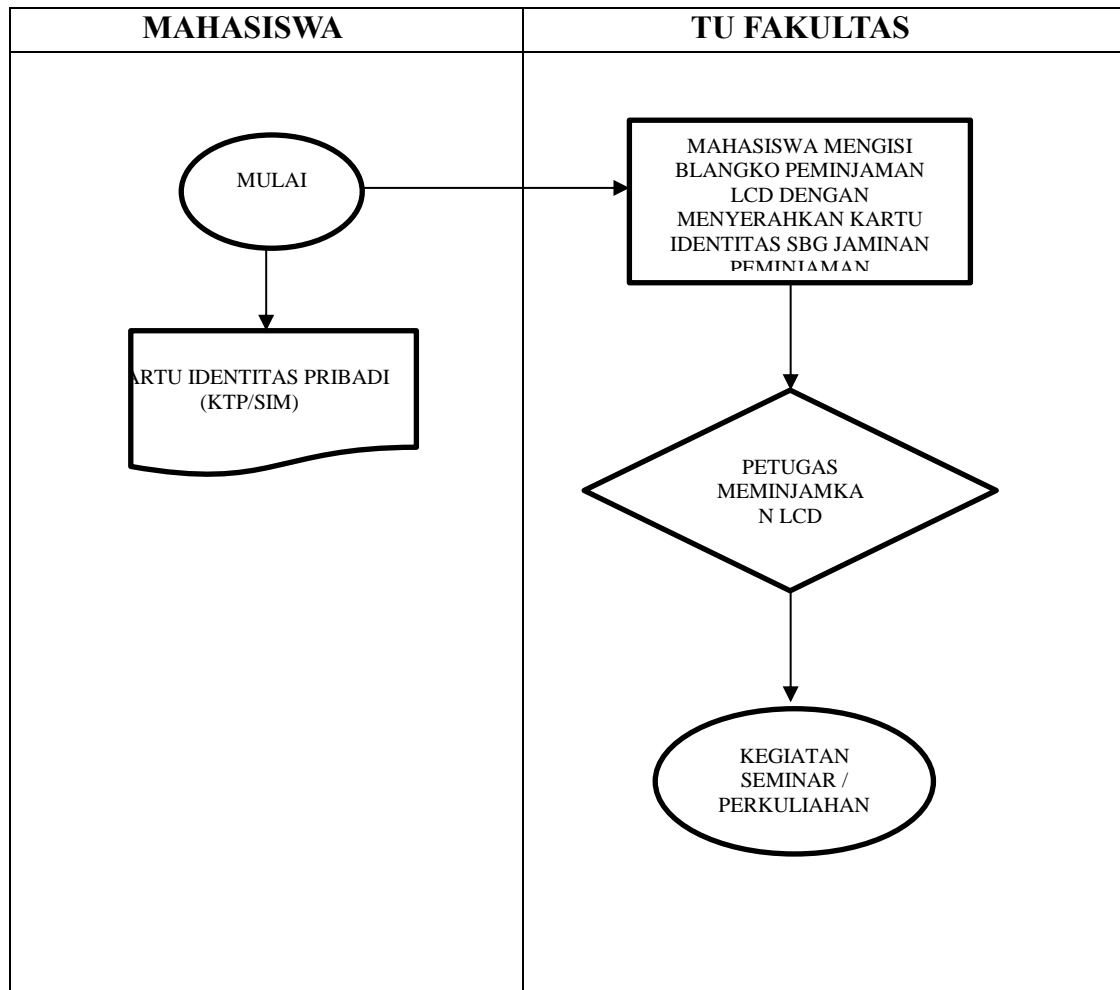 MAHASISWA
TU FAKULTAS
MULAI
MAHASISWA MENGISI
BLANGKO PEMINJAMAN
LCD DENGAN
MENYERAHKAN KARTU
IDENTITAS SBG JAMINAN
PEMINJAMAN
ARTU IDENTITAS PRIBADI
(KTP/SIM)
PETUGAS
MEMINJAMKA
N LCD
KEGIATAN
SEMINAR /
PERKULIAHAN